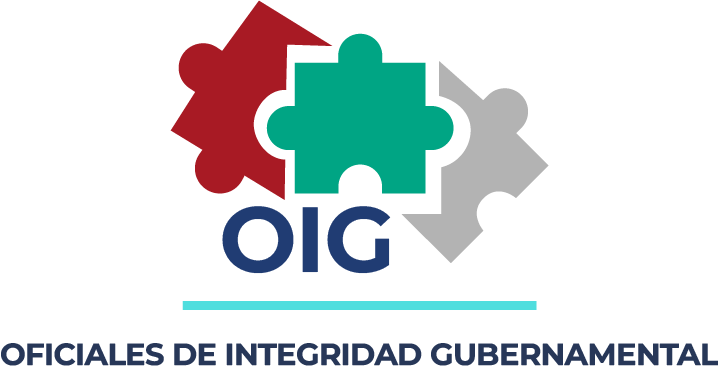 OIG
OFICIALES DE INTEGRIDAD GUBERNAMENTAL